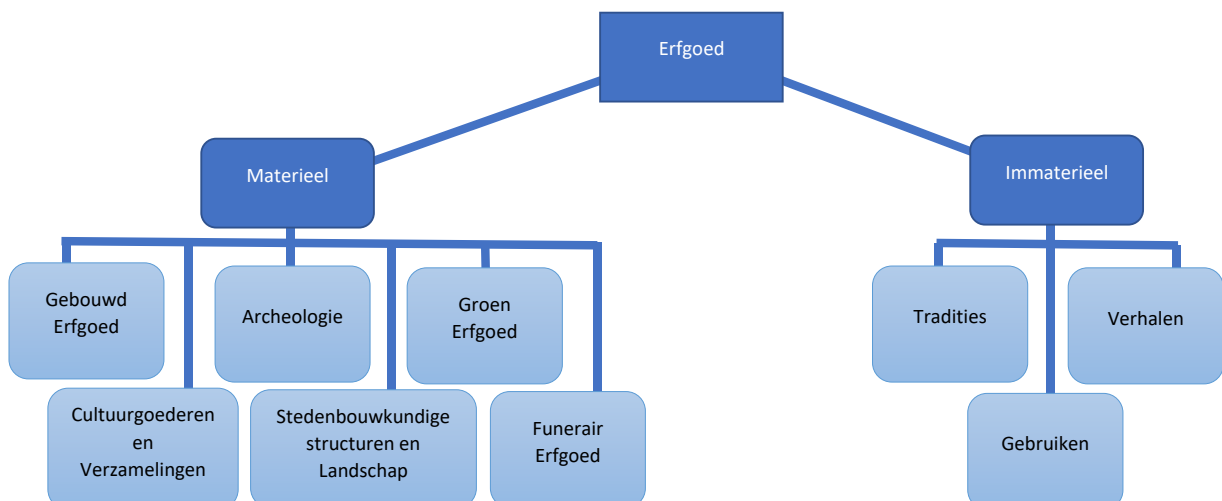 Erfgoed
Materieel
Immaterieel
Gebouwd
Erfgoed
Archeologie
Groen
Erfgoed
Tradities
Verhalen
Cultuurgoederen
en
Verzamelingen
Stedenbouwkundige
structuren en
Landschap
Funerair
Erfgoed
Gebruiken